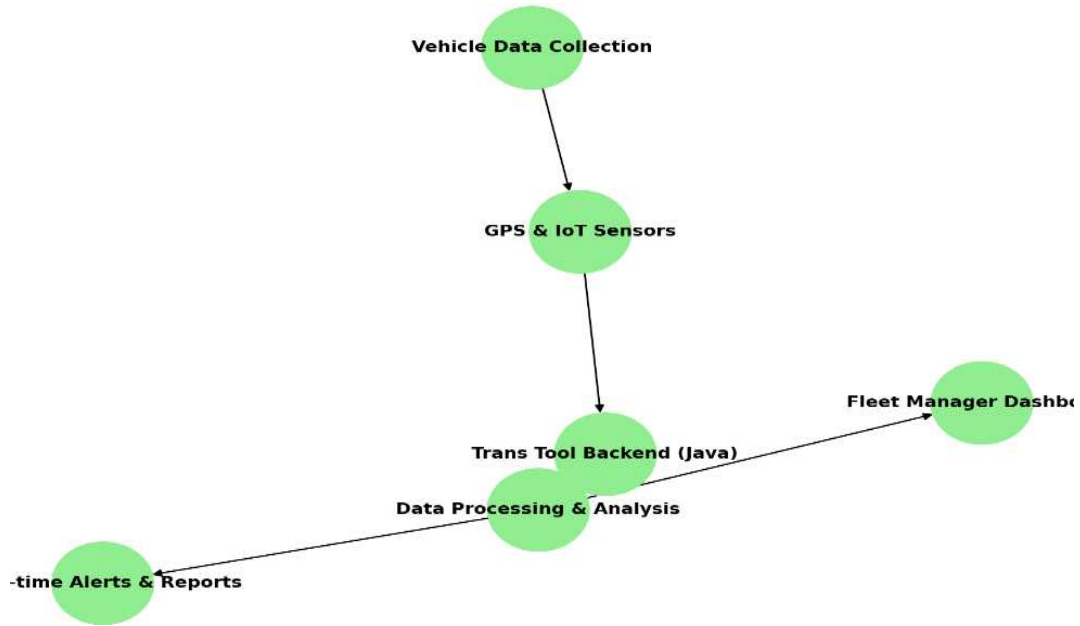 Vehicle Data Collection
GPS & IoT Sensors
Fleet Manager Dashbo
Trans Tool Backend (Java)
Data Processing & Analysis
-time Alerts & Reports